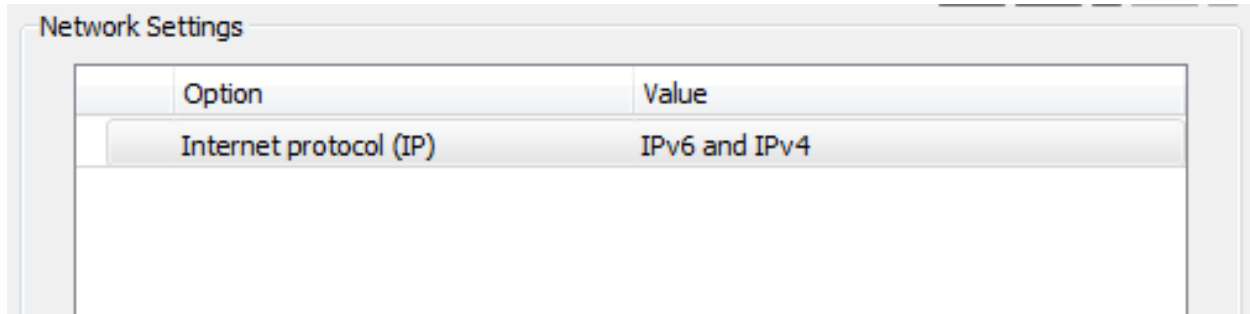 Network Settings
Option Value
Internet protocol (IP) IPv6 and IPv4